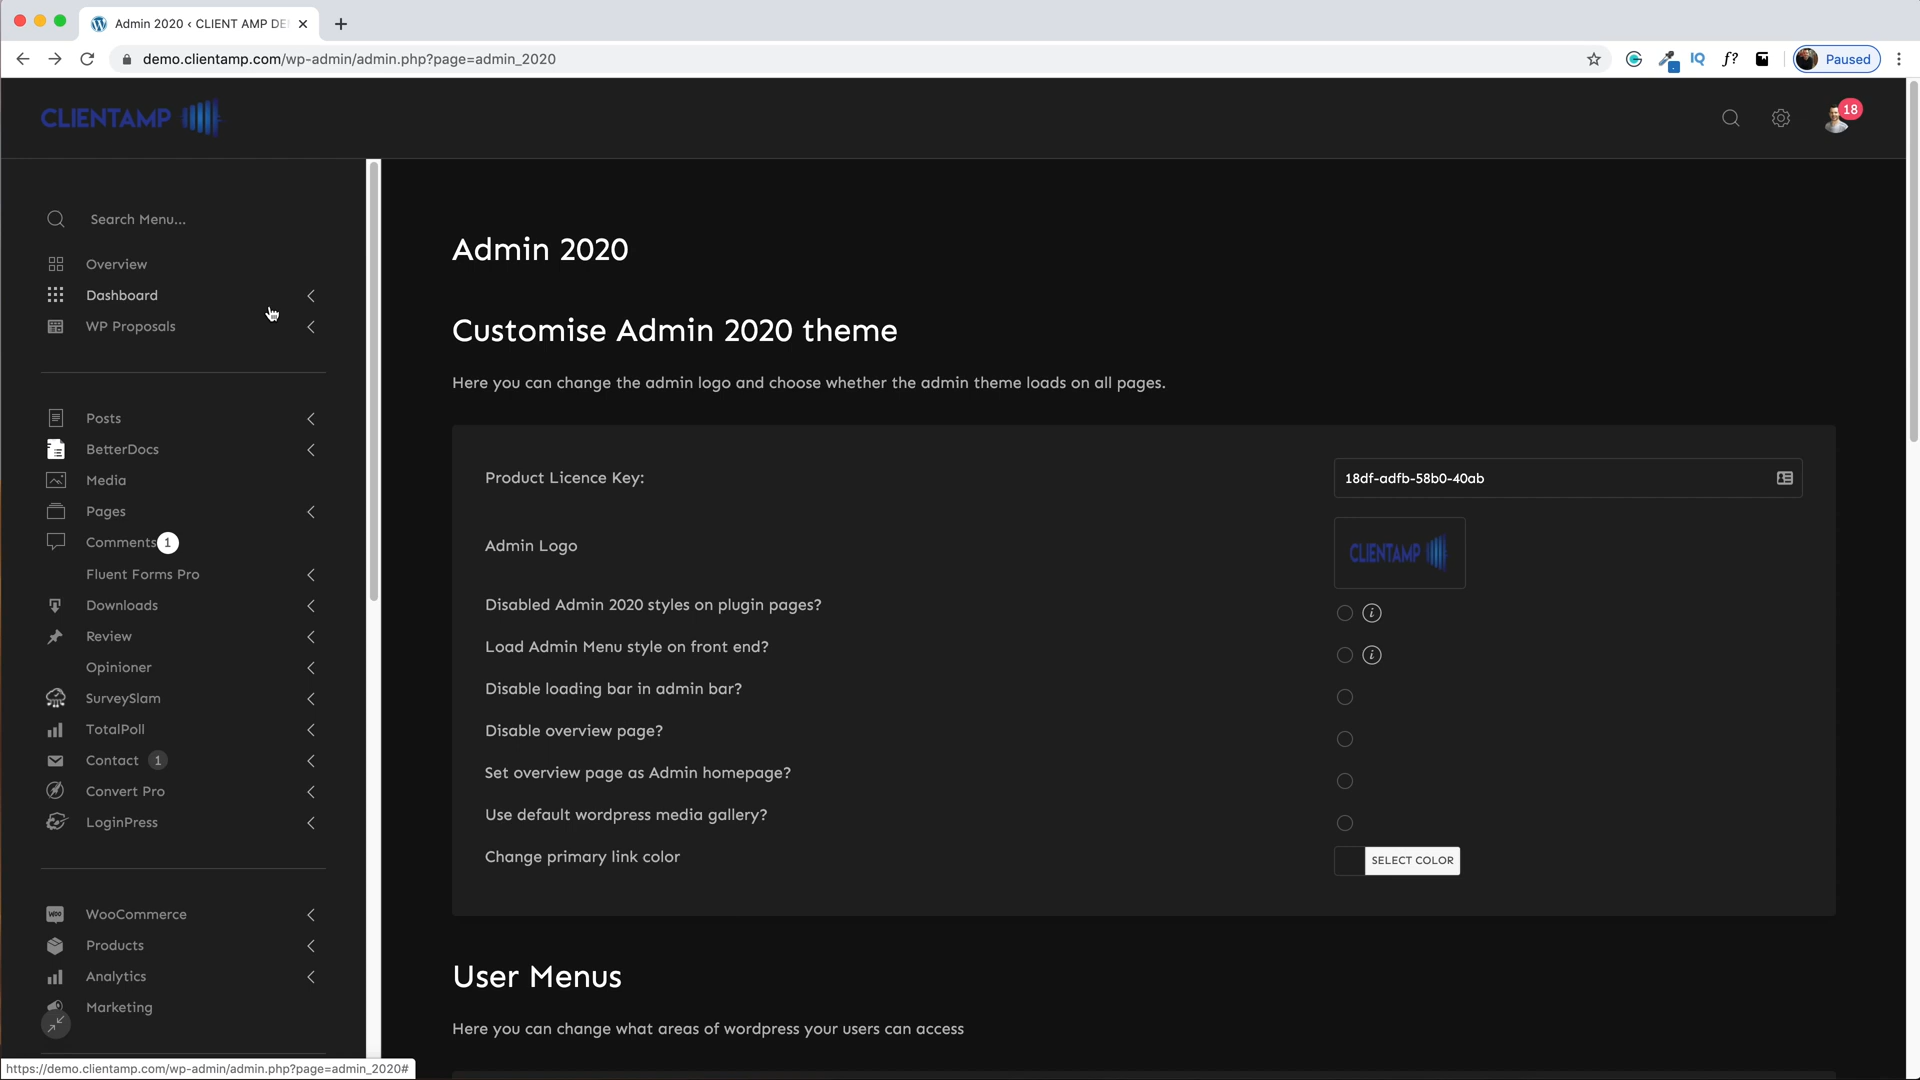 Admin 2020 ‹ CLIENT AMP DE
demo.clientamp.com/wp-admin/admin.php?page=admin_2020
IQ
f?
Paused
CLIENTAMP
18
Search Menu...
Overview
Dashboard
WP Proposals
Posts
BetterDocs
Media
Pages
Comments 1
Fluent Forms Pro
Downloads
Review
Opinioner
SurveySlam
TotalPoll
Contact 1
Convert Pro
LoginPress
WooCommerce
Products
Analytics
Marketing
https://demo.clientamp.com/wp-admin/admin.php?page=admin_2020#
Admin 2020
Customise Admin 2020 theme
Here you can change the admin logo and choose whether the admin theme loads on all pages.
Product Licence Key:
18df-adfb-58b0-40ab
Admin Logo
CLIENTAMP
Disabled Admin 2020 styles on plugin pages?
Load Admin Menu style on front end?
Disable loading bar in admin bar?
Disable overview page?
Set overview page as Admin homepage?
Use default wordpress media gallery?
Change primary link color
SELECT COLOR
User Menus
Here you can change what areas of wordpress your users can access